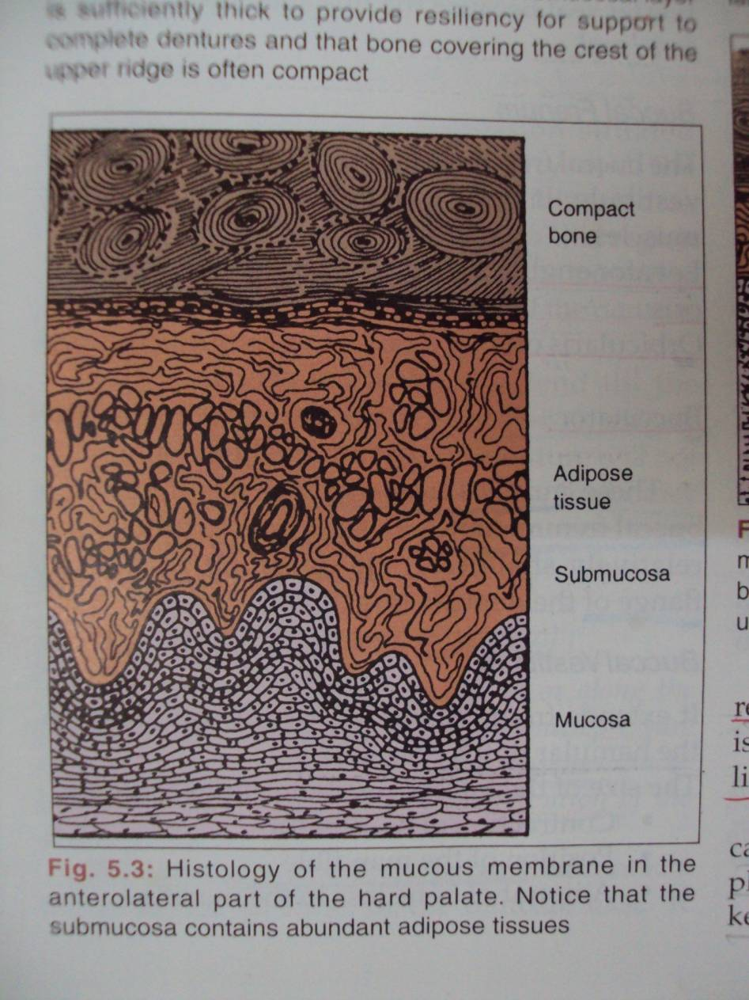 is sufficiently thick to provide resiliency for support to
complete dentures and that bone covering the crest of the
upper ridge is often compact
Compact
bone
Adipose
tissue
Submucosa
Mucosa
Fig. 5.3: Histology of the mucous membrane in the
anterolateral part of the hard palate. Notice that the
submucosa contains abundant adipose tissues